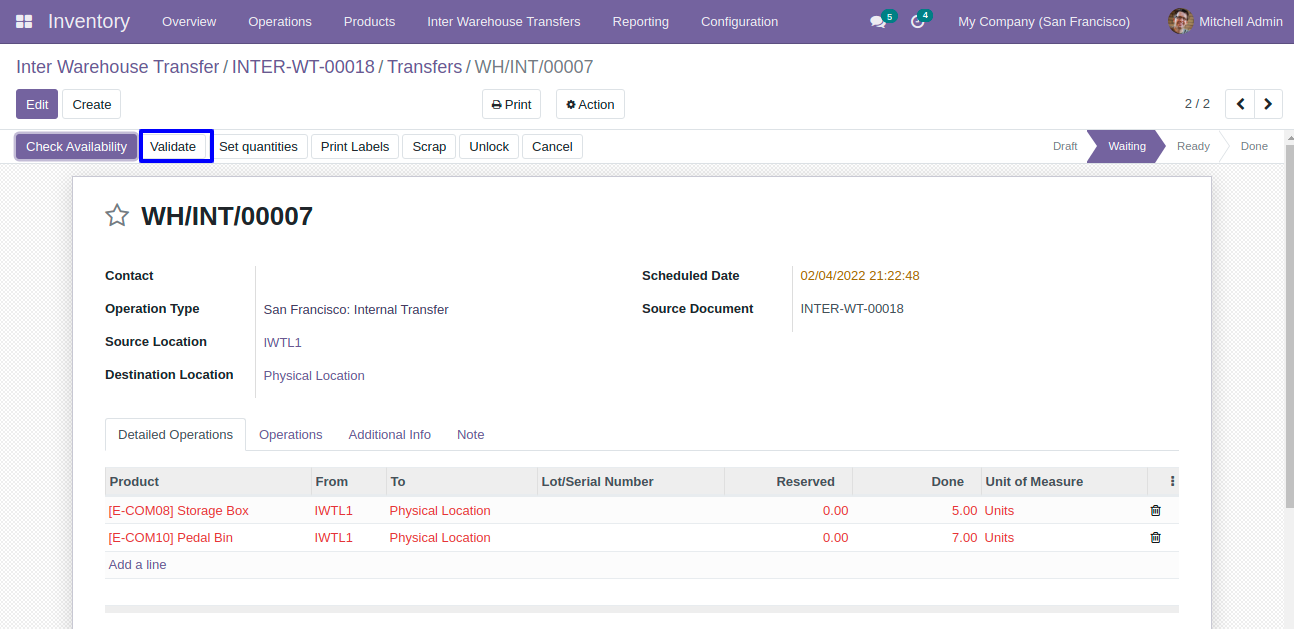 Inventory Overview Operations Products Inter Warehouse Transfers Reporting Configuration 5 4 My Company (San Francisco) Mitchell Admin
Inter Warehouse Transfer / INTER-WT-00018 / Transfers / WH/INT/00007
Edit Create Print Action 2 / 2
Check Availability Validate Set quantities Print Labels Scrap Unlock Cancel Draft Waiting Ready Done
WH/INT/00007
Contact Scheduled Date 02/04/2022 21:22:48
Operation Type San Francisco: Internal Transfer Source Document INTER-WT-00018
Source Location IWTL1
Destination Location Physical Location
Detailed Operations Operations Additional Info Note
Product From To Lot/Serial Number Reserved Done Unit of Measure
[E-COM08] Storage Box IWTL1 Physical Location 0.00 5.00 Units
[E-COM10] Pedal Bin IWTL1 Physical Location 0.00 7.00 Units
Add a line